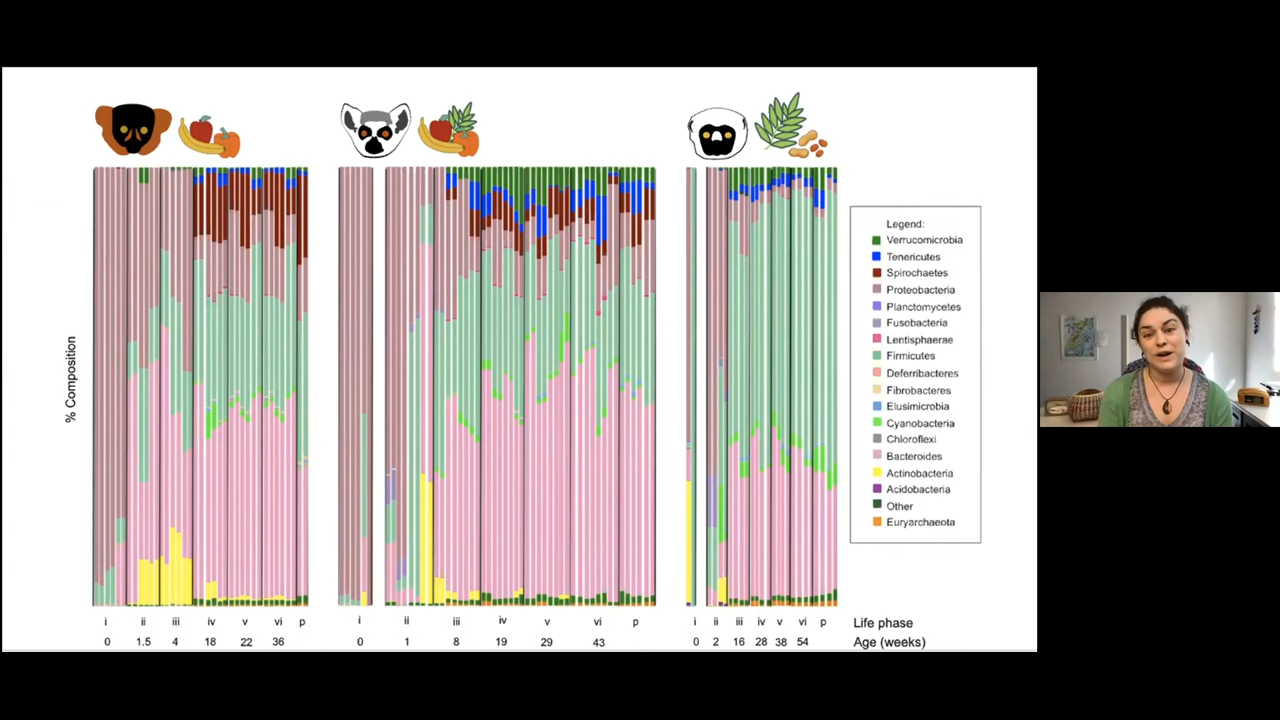 % Composition
Legend:
Verrucomicrobia
Tenericutes
Spirochaetes
Proteobacteria
Planctomycetes
Fusobacteria
Lentisphaerae
Firmicutes
Deferribacteres
Fibrobacteres
Elusimicrobia
Cyanobacteria
Chloroflexi
Bacteroides
Actinobacteria
Acidobacteria
Other
Euryarchaeota
i ii iii iv v vi p i ii iii iv v vi p i ii iii iv v vi p Life phase
0 1.5 4 18 22 36 0 1 8 19 29 43 0 2 16 28 38 54 Age (weeks)